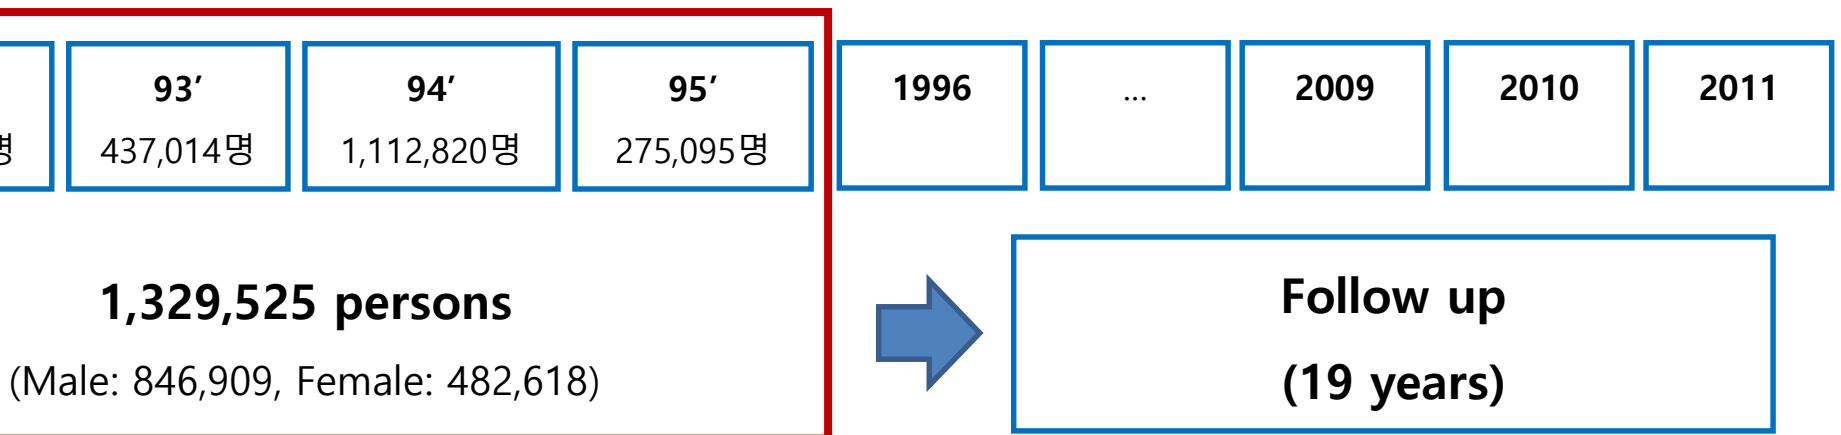 93′ 94′ 95′ 1996 ... 2009 2010 2011
명 437,014명 1,112,820명 275,095명
1,329,525 persons
(Male: 846,909, Female: 482,618)
Follow up
(19 years)